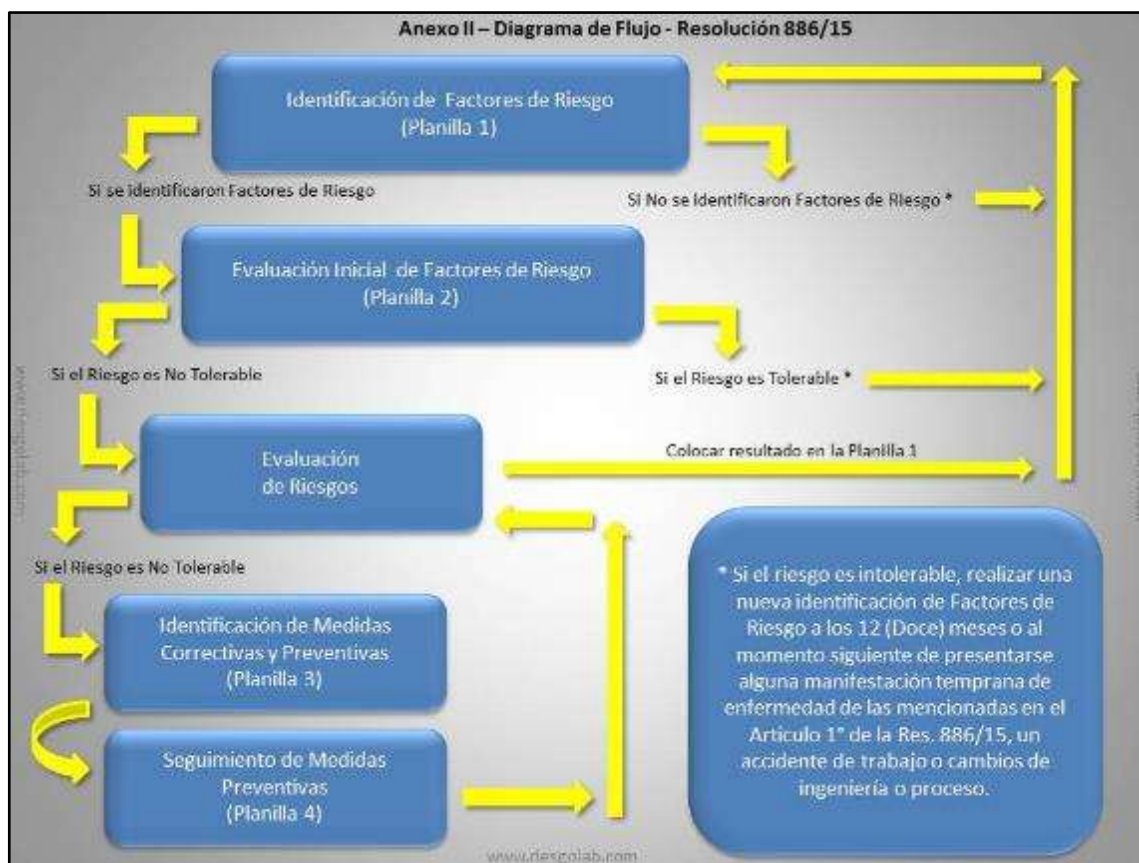 Anexo II – Diagrama de Flujo - Resolución 886/15
Identificación de Factores de Riesgo
(Planilla 1)
Si se identificaron Factores de Riesgo
Si No se identificaron Factores de Riesgo *
Evaluación Inicial de Factores de Riesgo
(Planilla 2)
Si el Riesgo es No Tolerable
Si el Riesgo es Tolerable *
Evaluación
de Riesgos
Colocar resultado en la Planilla 1
Si el Riesgo es No Tolerable
Identificación de Medidas
Correctivas y Preventivas
(Planilla 3)
Seguimiento de Medidas
Preventivas
(Planilla 4)
* Si el riesgo es intolerable, realizar una
nueva identificación de Factores de
Riesgo a los 12 (Doce) meses o al
momento siguiente de presentarse
alguna manifestación temprana de
enfermedad de las mencionadas en el
Articulo 1° de la Res. 886/15, un
accidente de trabajo o cambios de
ingeniería o proceso.
www.riesgolab.com